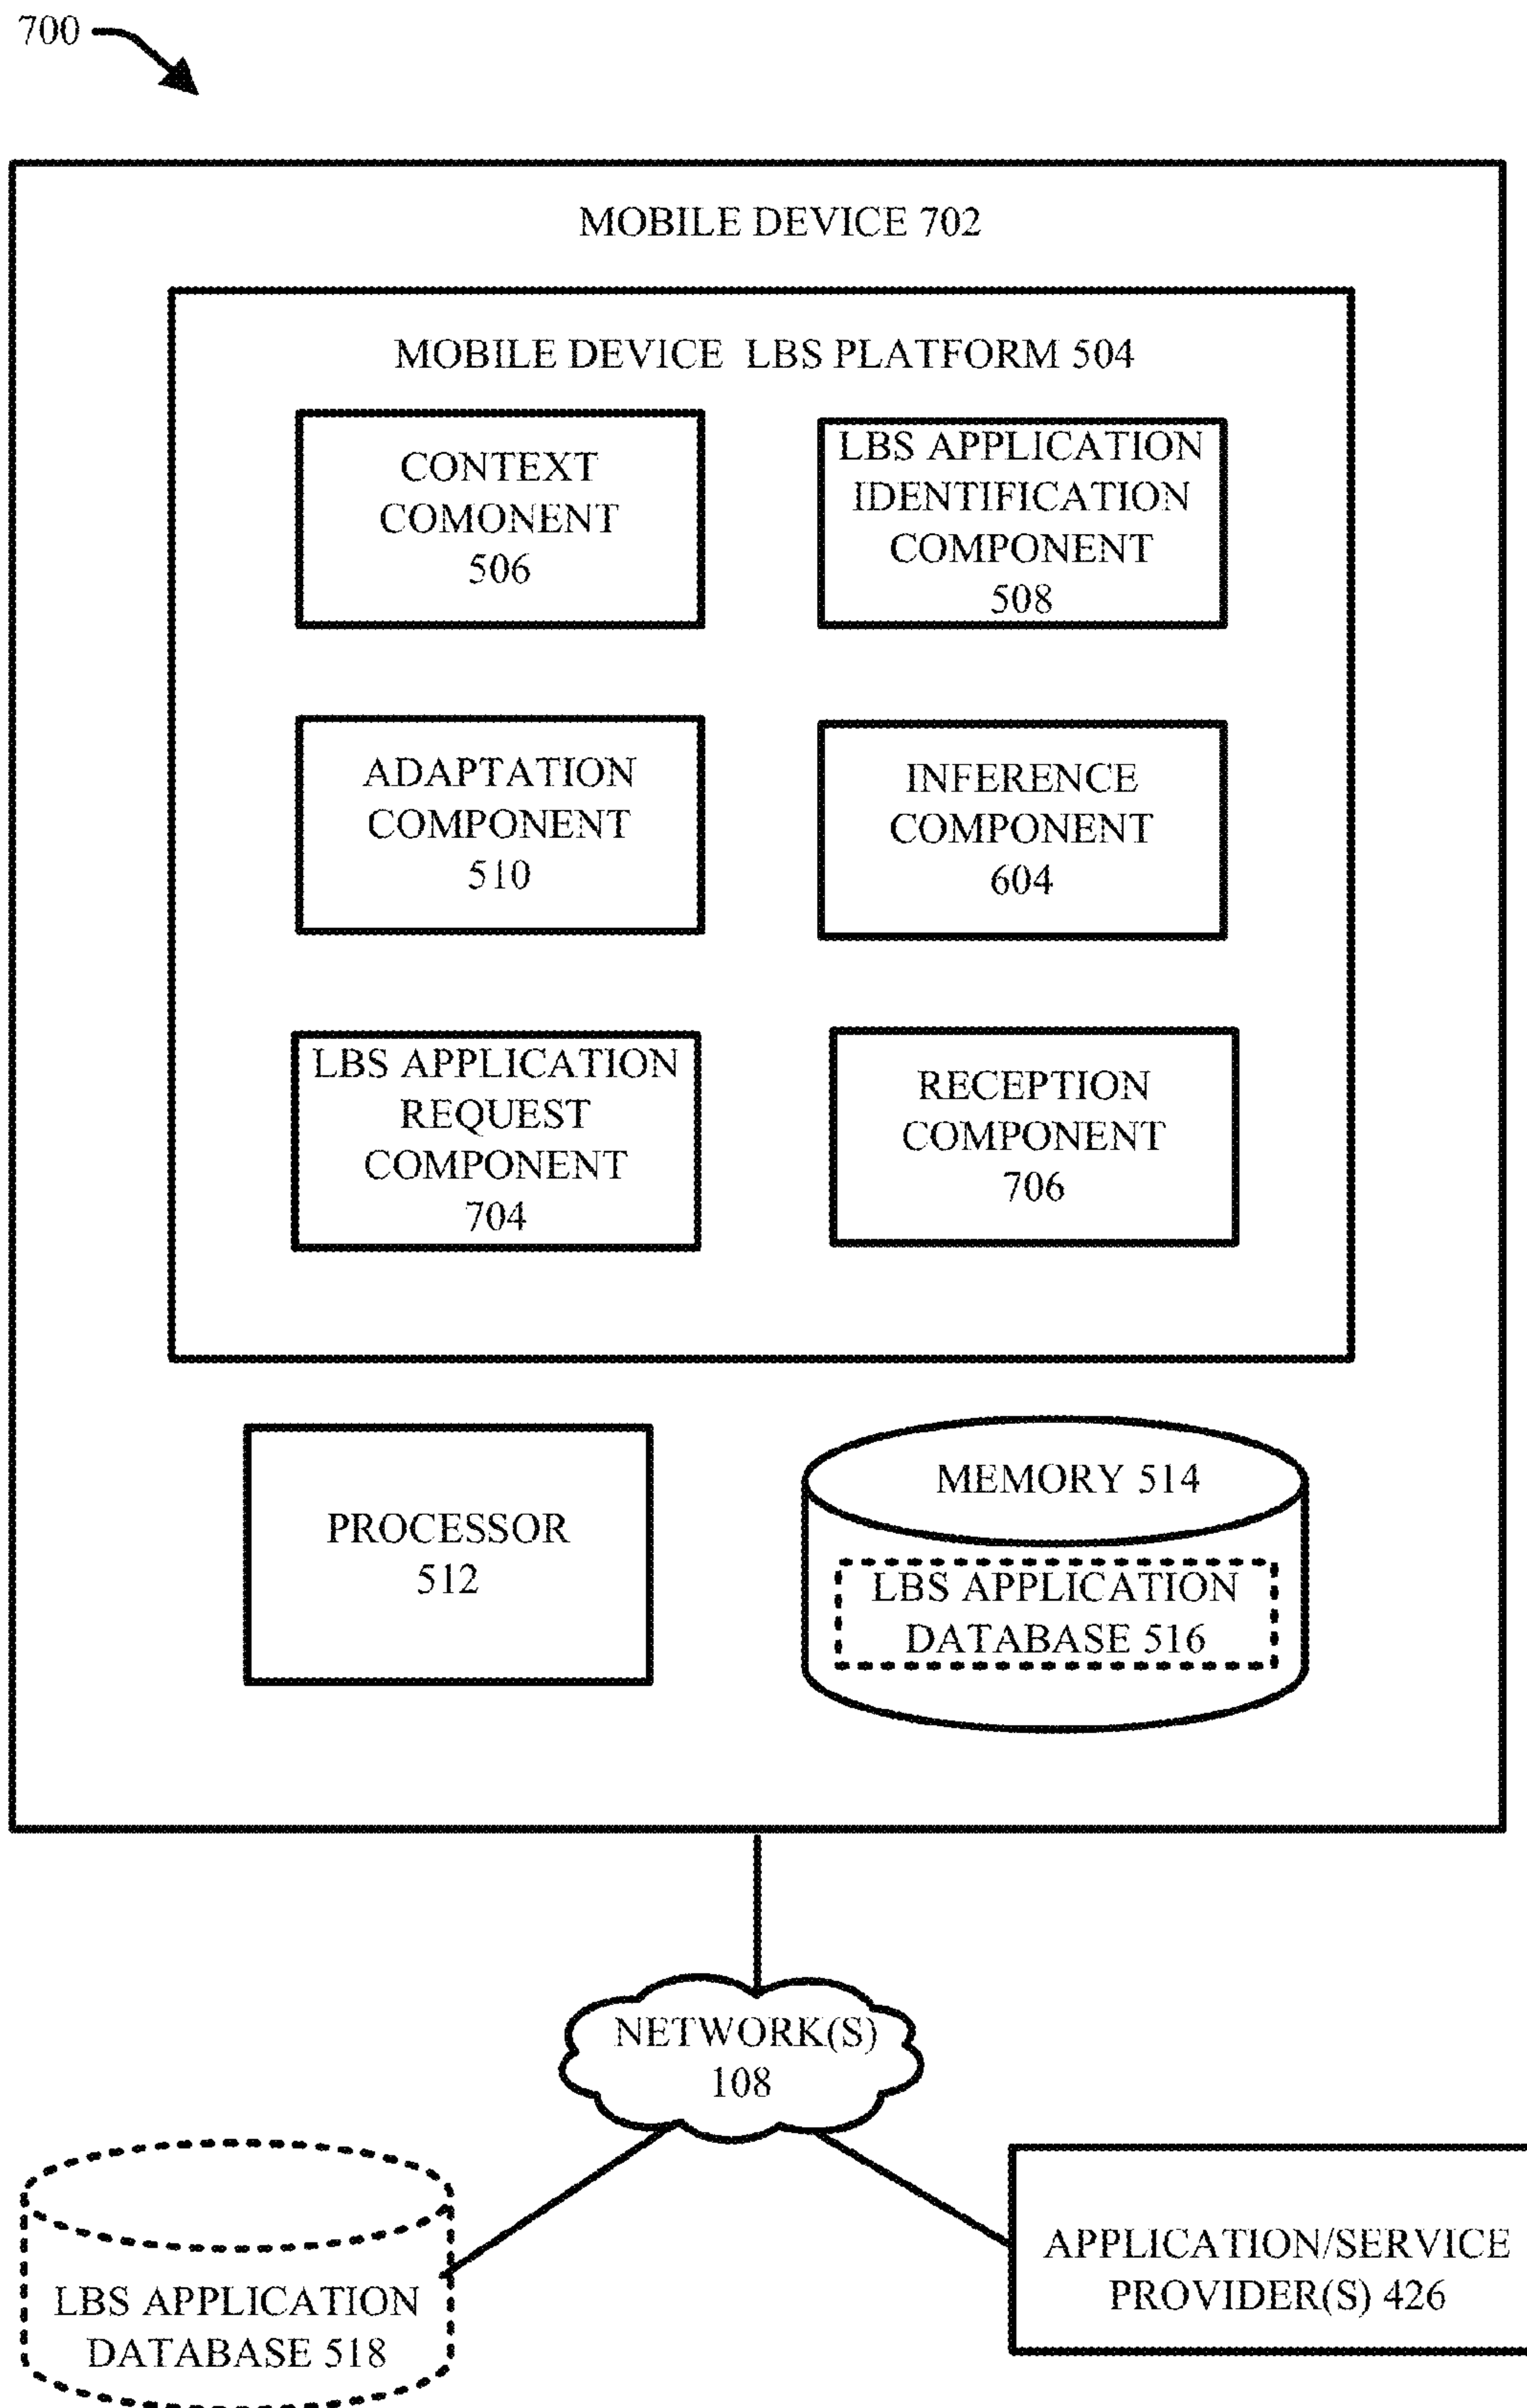 700
MOBILE DEVICE 702
MOBILE DEVICE LBS PLATFORM 504
CONTEXT
COMONENT
506
LBS APPLICATION
IDENTIFICATION
COMPONENT
508
ADAPTATION
COMPONENT
510
INFERENCE
COMPONENT
604
LBS APPLICATION
REQUEST
COMPONENT
704
RECEPTION
COMPONENT
706
PROCESSOR
512
MEMORY 514
LBS APPLICATION
DATABASE 516
NETWORK(S)
108
LBS APPLICATION
DATABASE 518
APPLICATION/SERVICE
PROVIDER(S) 426